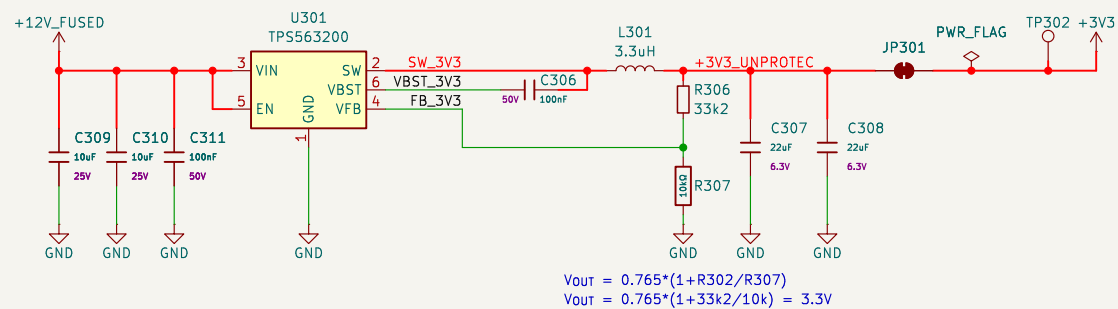 +12V_FUSED
U301
TPS563200
3
VIN
5
EN
GND
1
SW
2
VBST
6
VFB
4
SW_3V3
VBST_3V3
FB_3V3
C306
50V
100nF
L301
3.3uH
+3V3_UNPROTEC
JP301
PWR_FLAG
TP302
+3V3
C309
10uF
25V
C310
10uF
25V
C311
100nF
50V
R306
33k2
R307
10kΩ
C307
22uF
6.3V
C308
22uF
6.3V
GND
GND
GND
GND
GND
GND
GND
VOUT = 0.765*(1+R302/R307)
VOUT = 0.765*(1+33k2/10k) = 3.3V